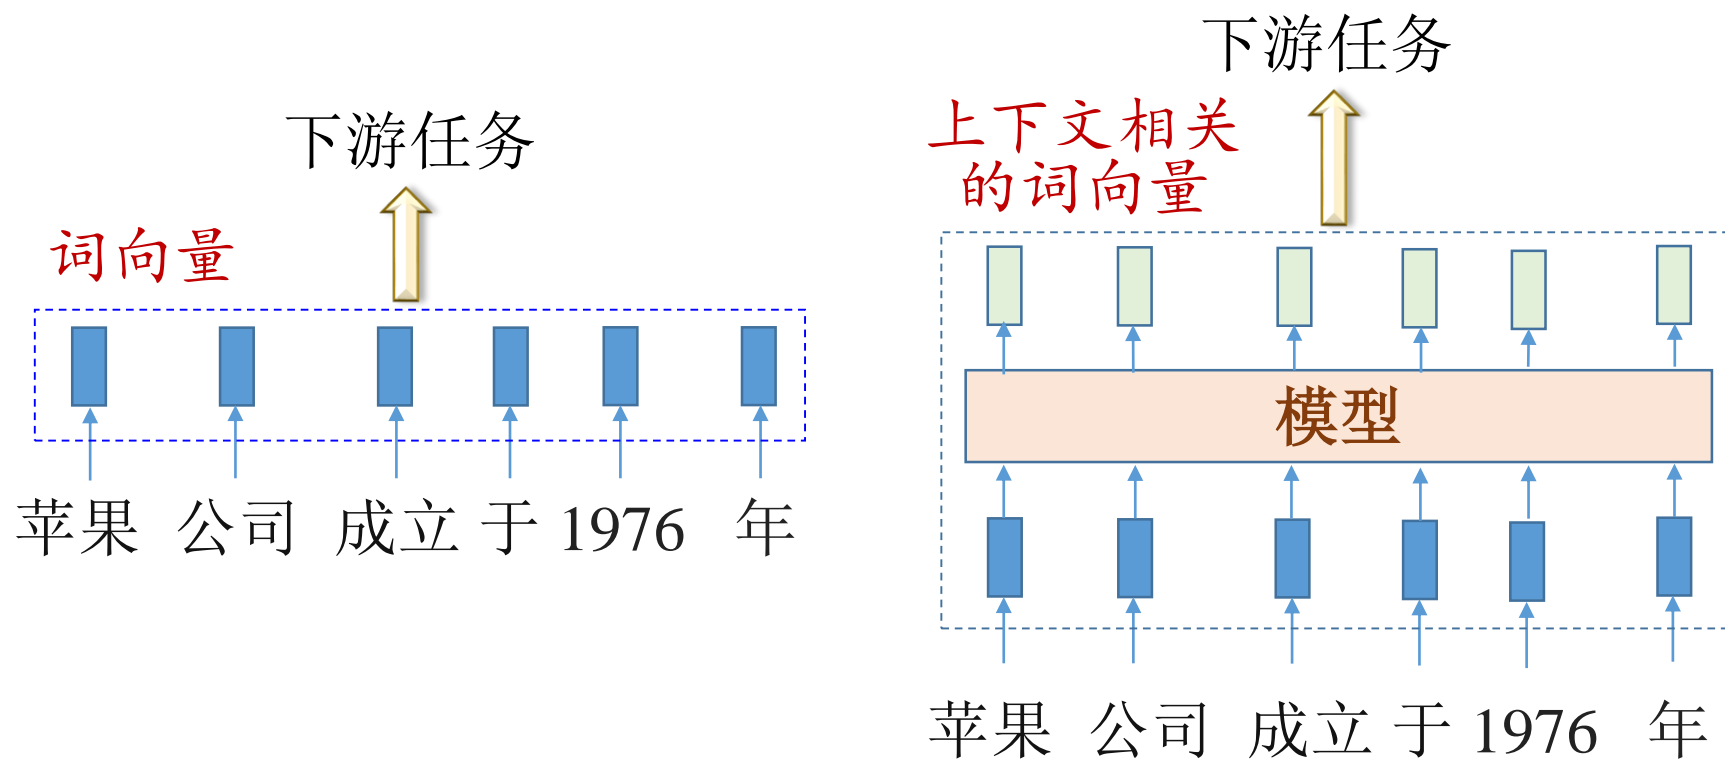 下游任务
词向量
苹果 公司 成立 于 1976 年
下游任务
上下文相关
的词向量
模型
苹果 公司 成立 于 1976 年